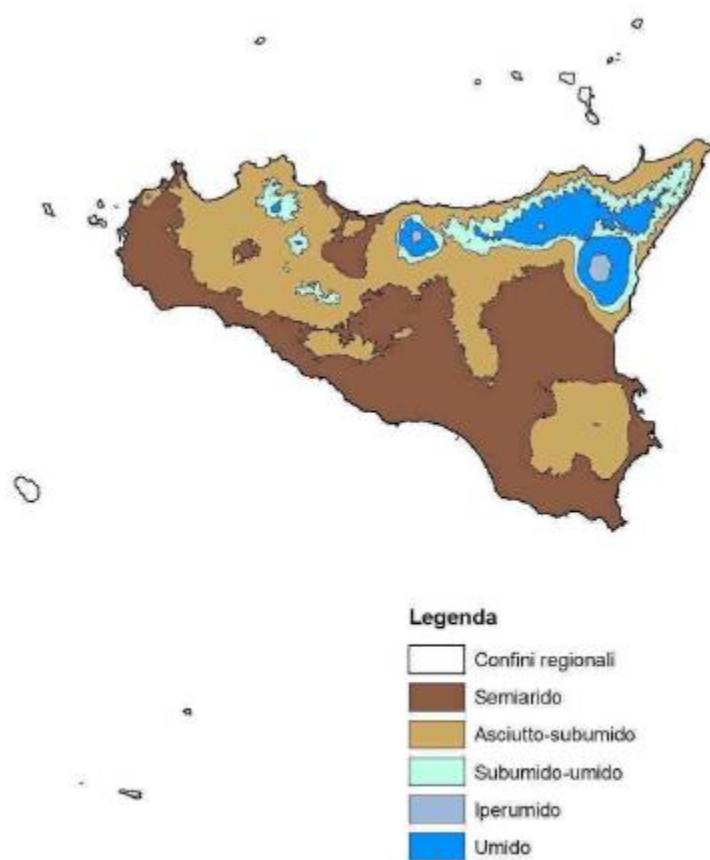 Legenda
Confini regionali
Semiarido
Asciutto-subumido
Subumido-umido
Iperumido
Umido